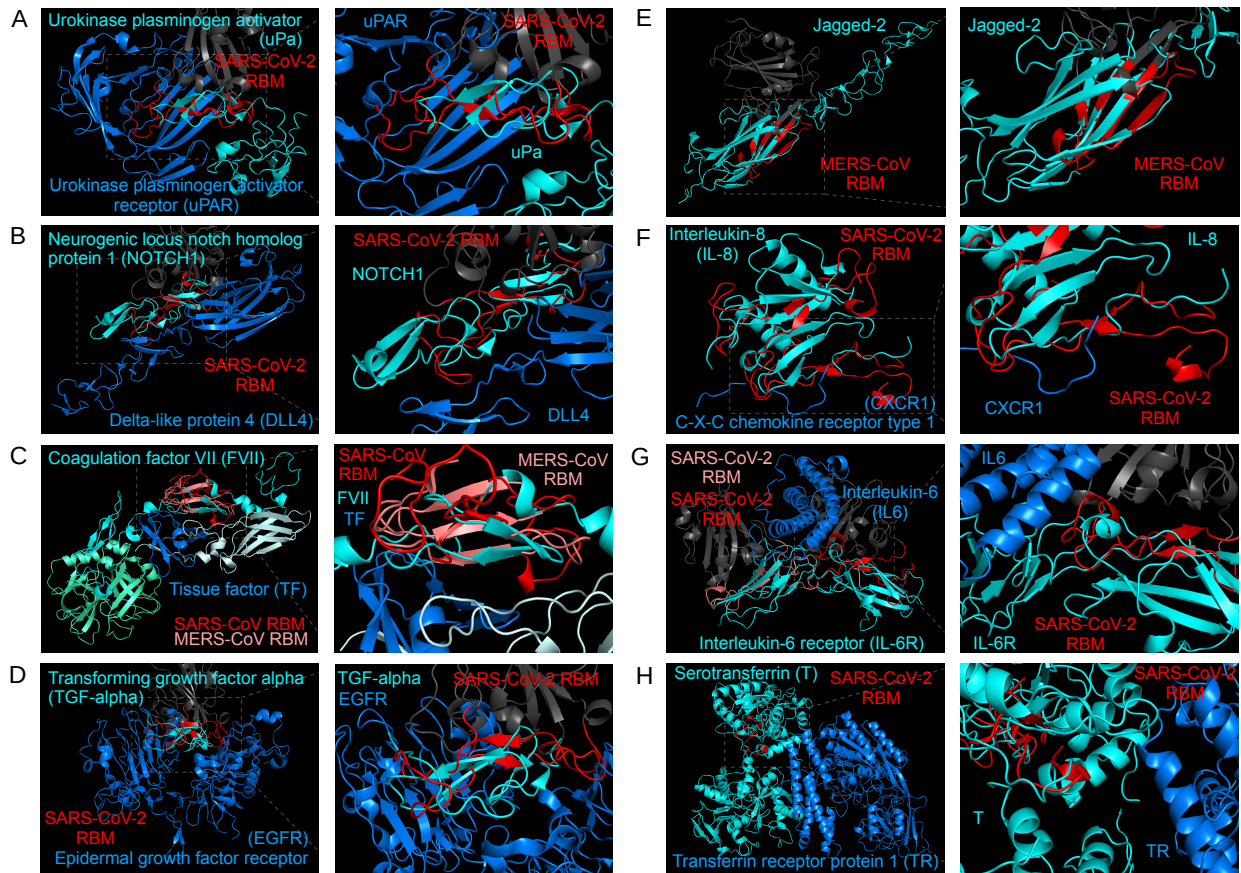 A
Urokinase plasminogen activator
(uPa)
SARS-CoV-2
RBM
Urokinase plasminogen activator
receptor (uPAR)
uPAR
SARS-CoV-2
RBM
uPa
B
Neurogenic locus notch homolog
protein 1 (NOTCH1)
SARS-CoV-2
RBM
Delta-like protein 4 (DLL4)
SARS-CoV-2 RBM
NOTCH1
DLL4
C
Coagulation factor VII (FVII)
Tissue factor (TF)
SARS-CoV RBM
MERS-CoV RBM
SARS-CoV
RBM
MERS-CoV
RBM
FVII
TF
D
Transforming growth factor alpha
(TGF-alpha)
SARS-CoV-2
RBM
(EGFR)
Epidermal growth factor receptor
TGF-alpha
SARS-CoV-2 RBM
EGFR
E
Jagged-2
MERS-CoV
RBM
Jagged-2
MERS-CoV
RBM
F
Interleukin-8
(IL-8)
SARS-CoV-2
RBM
(CXCR1)
C-X-C chemokine receptor type 1
IL-8
CXCR1
SARS-CoV-2
RBM
G
SARS-CoV-2
RBM
SARS-CoV-2
RBM
Interleukin-6
(IL6)
Interleukin-6 receptor (IL-6R)
IL6
SARS-CoV-2
RBM
IL-6R
H
Serotransferrin (T)
SARS-CoV-2
RBM
Transferrin receptor protein 1 (TR)
SARS-CoV-2
RBM
T
TR